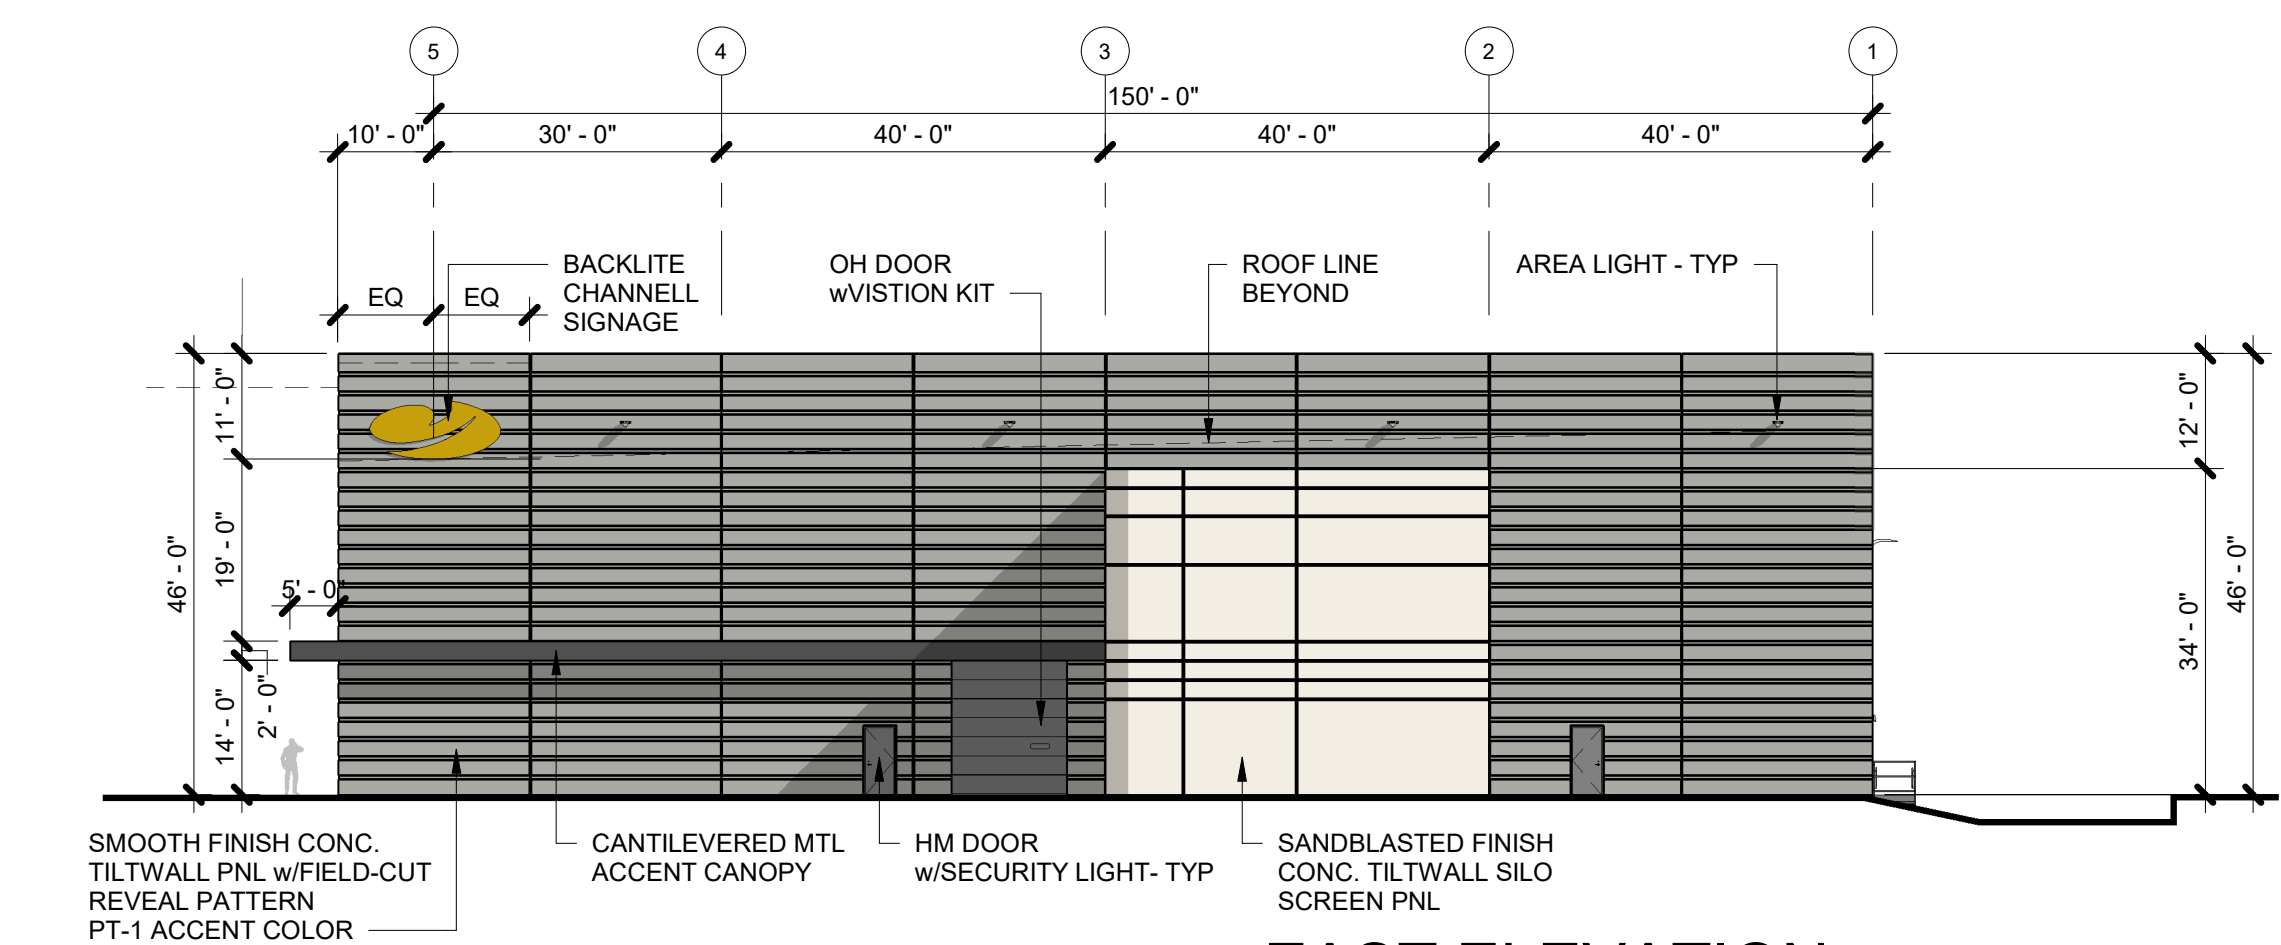 5
4
3
2
1
150' - 0"
10' - 0"
30' - 0"
40' - 0"
40' - 0"
40' - 0"
EQ
EQ
BACKLITE
CHANNELL
SIGNAGE
OH DOOR
wVISTION KIT
ROOF LINE
BEYOND
AREA LIGHT - TYP
46' - 0"
11' - 0"
19' - 0"
5' - 0"
14' - 0"
2' - 0"
12' - 0"
34' - 0"
46' - 0"
SMOOTH FINISH CONC.
TILTWALL PNL w/FIELD-CUT
REVEAL PATTERN
PT-1 ACCENT COLOR
CANTILEVERED MTL
ACCENT CANOPY
HM DOOR
w/SECURITY LIGHT- TYP
SANDBLASTED FINISH
CONC. TILTWALL SILO
SCREEN PNL
EAST ELEVATION